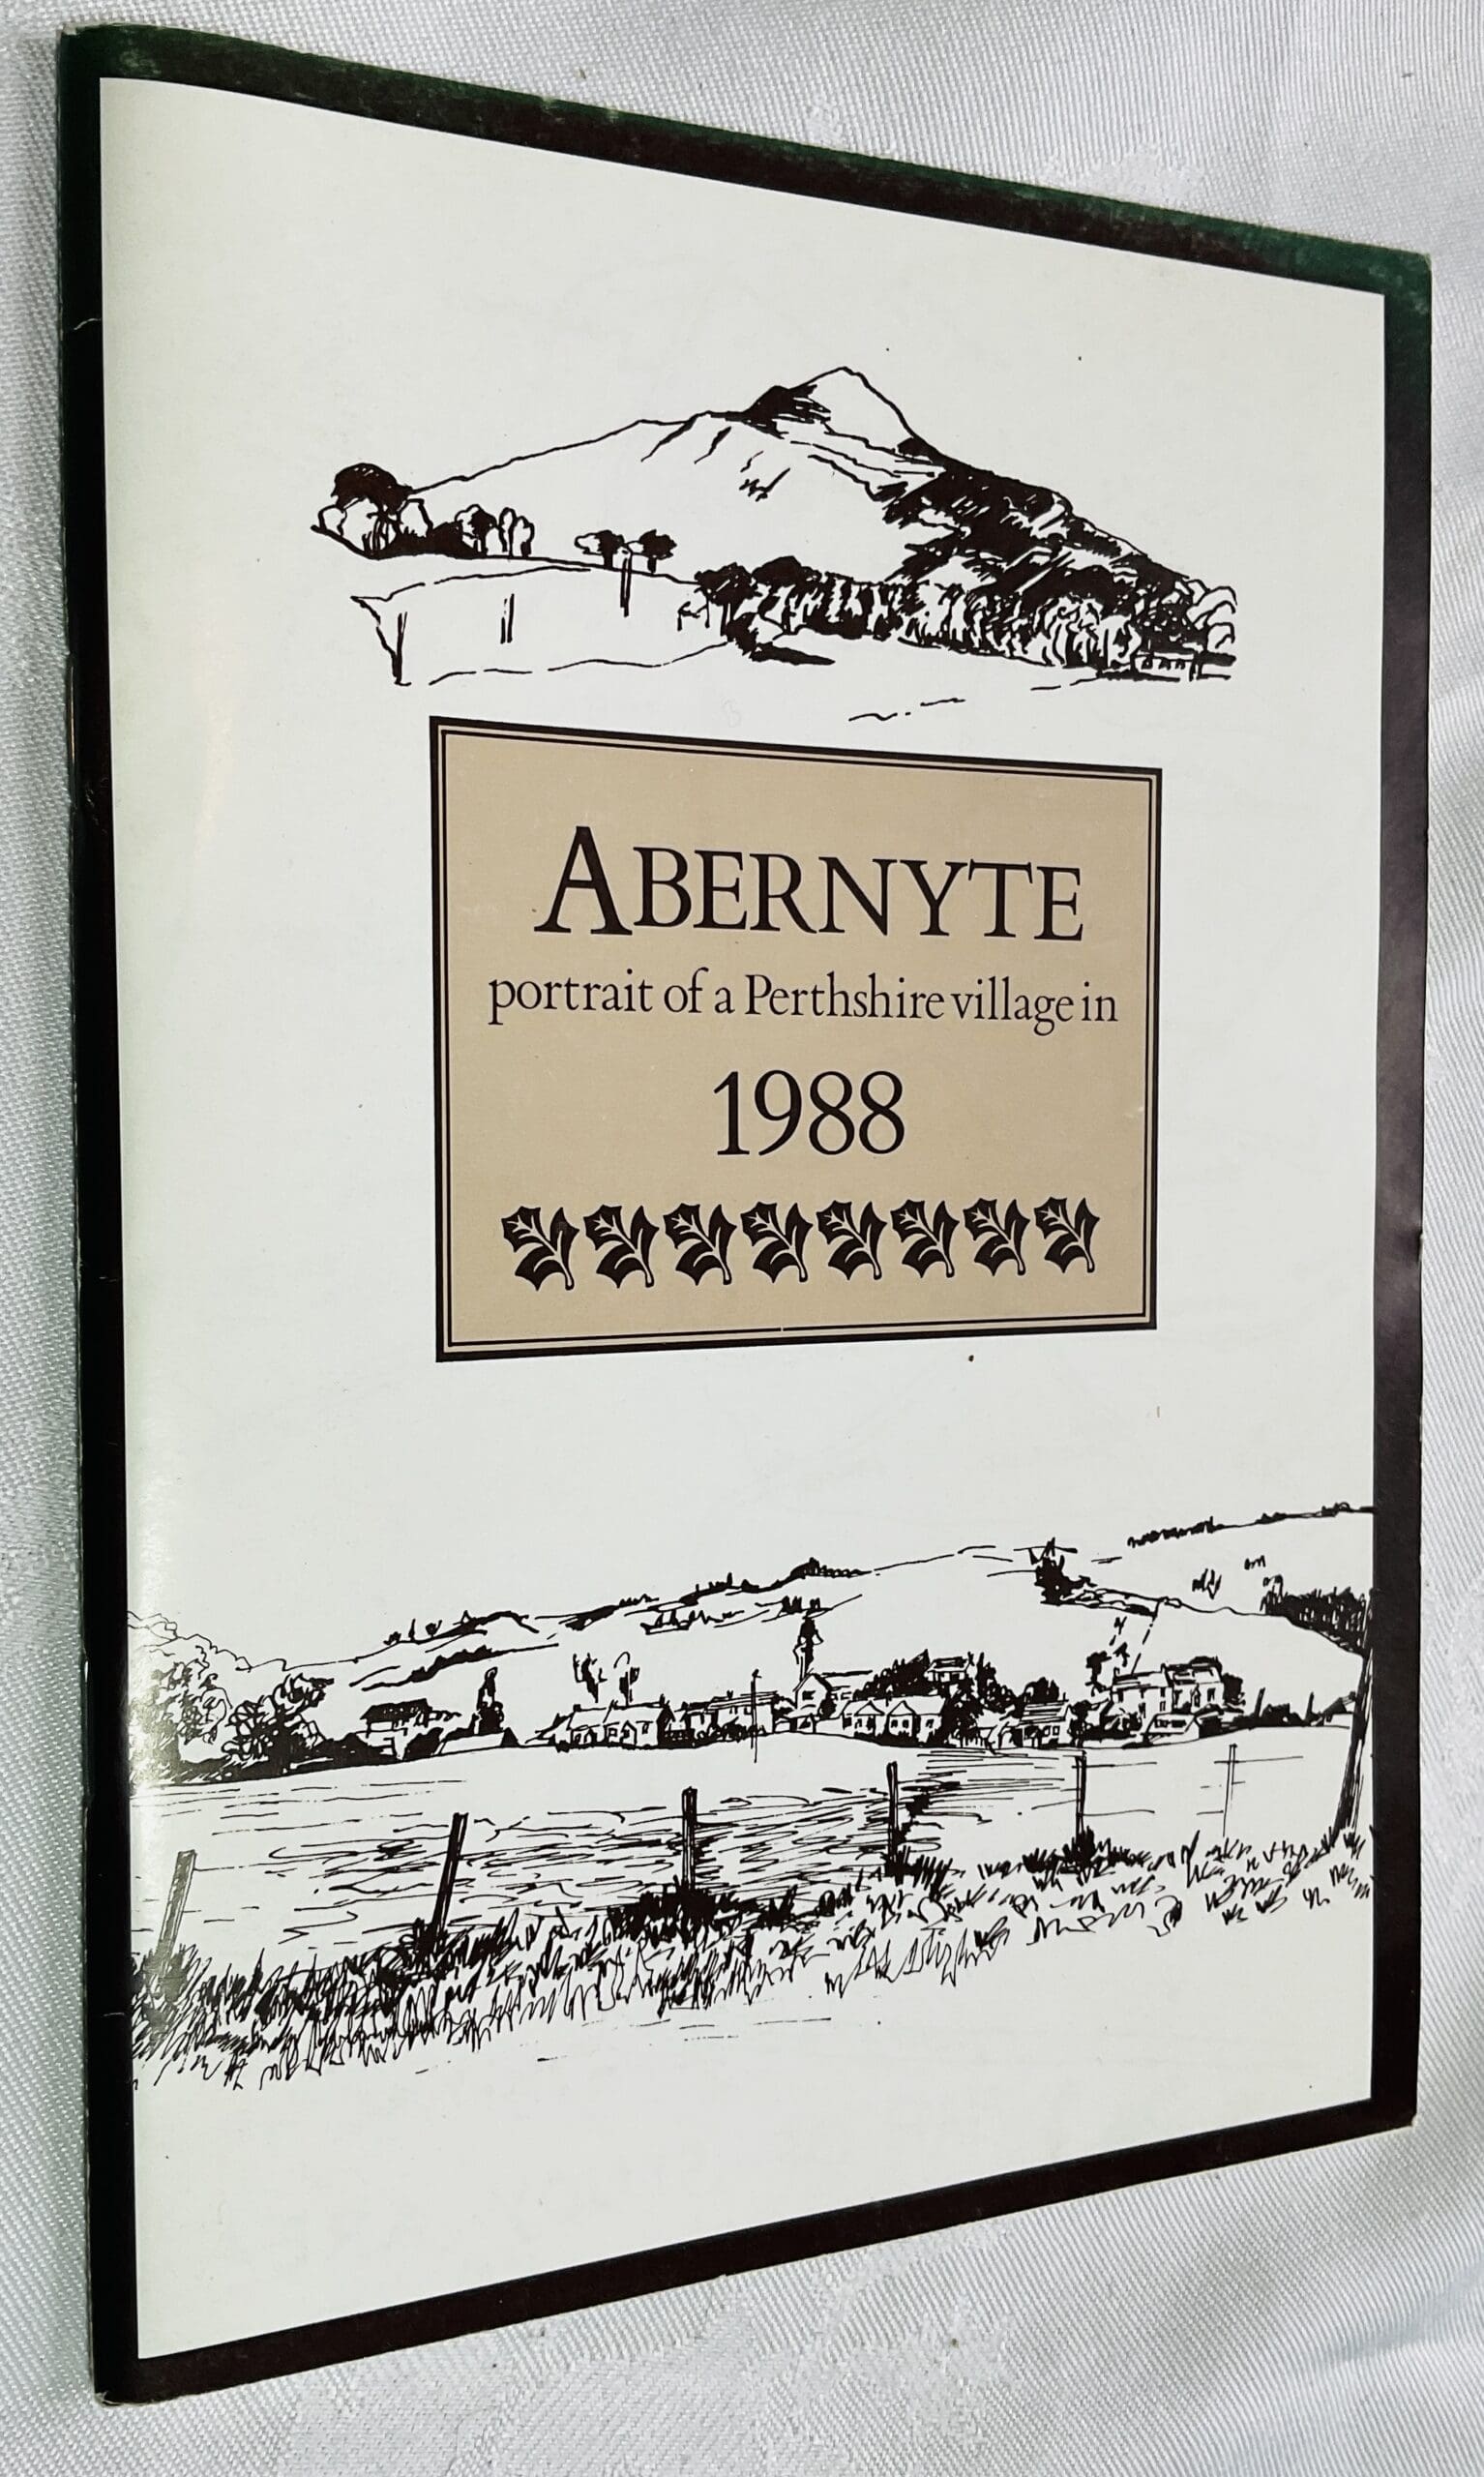 ABERNYTE
portrait of a Perthshire village in
1988